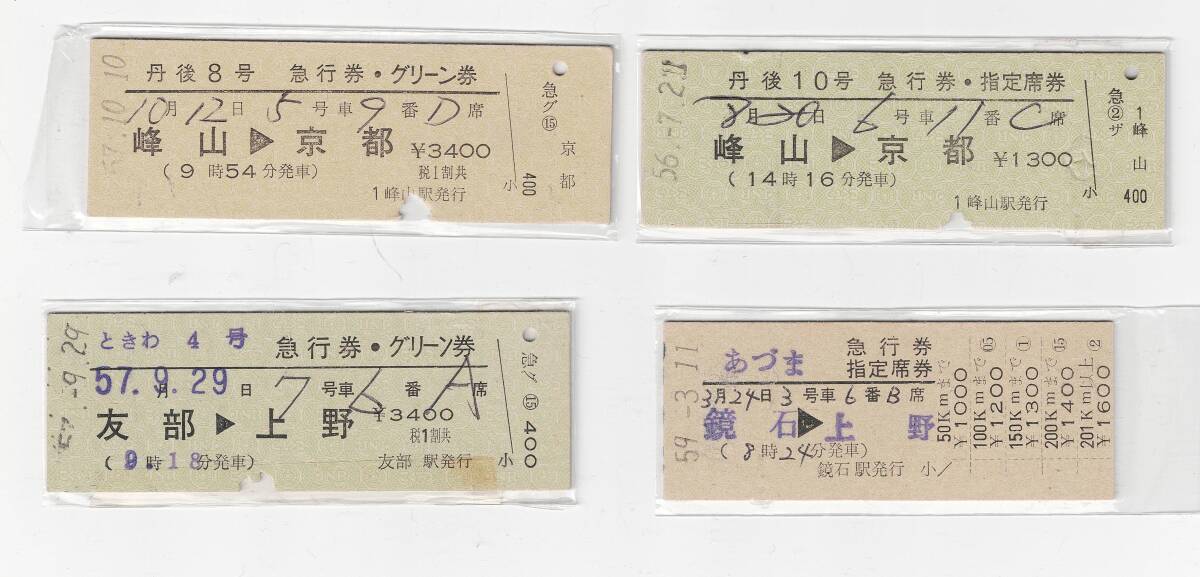 57.10.10
丹後8号 急行券・グリーン券
10月12日 5号車 9番D席
峰山▶京都 ¥3400
税1割共
(9時54分発車)
1峰山駅発行
小
急グ⑮ 京都
400
56.-7.2
丹後10号 急行券・指定席券
日 6号車 11番C席
峰山▶京都 ¥1300
(14時16分発車)
1峰山駅発行
小
急②ザ 1峰山
400
57.-9.29
ときわ 4号 急行券・グリーン券
57.9.29日 7号車 6番A席
友部▶上野 ¥3400
税1割共
(9.18分発車) 友部駅発行
小
急グ⑮400
59.-3.11
あづま 急行券
指定席券
3月24日3号車6番B席
鏡石▶上野
(8時24分発車)
鏡石駅発行 小
50Kmまで ¥1000
100Kmまで ⑤ ¥1200
150Kmまで ① ¥1300
200Kmまで ⑮ ¥1400
201Km以上 ② ¥1600